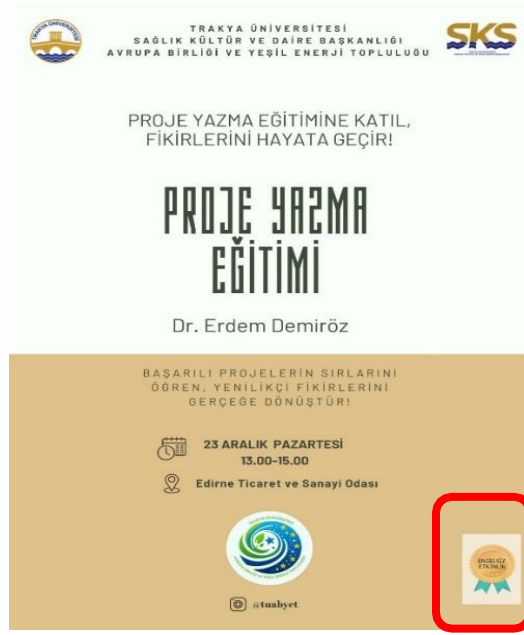 TRAKYA ÜNİVERSİTESİ
SAĞLIK KÜLTÜR VE DAİRE BAŞKANLIĞI
AVRUPA BİRLİĞİ VE YEŞİL ENERJİ TOPLULUĞU
SKS
PROJE YAZMA EĞİTİMİNE KATIL,
FİKİRLERİNİ HAYATA GEÇİR!
PROJE YAZMA
EĞİTİMİ
Dr. Erdem Demiröz
BAŞARILI PROJELERİN SIRLARINI
ÖĞREN, YENİLİKÇİ FİKİRLERİNİ
GERÇEĞE DÖNÜŞTÜR!
23 ARALIK PAZARTESİ
13.00-15.00
Edirne Ticaret ve Sanayi Odası
ENGELSİZ
ETKİNLİK
@tuabyet